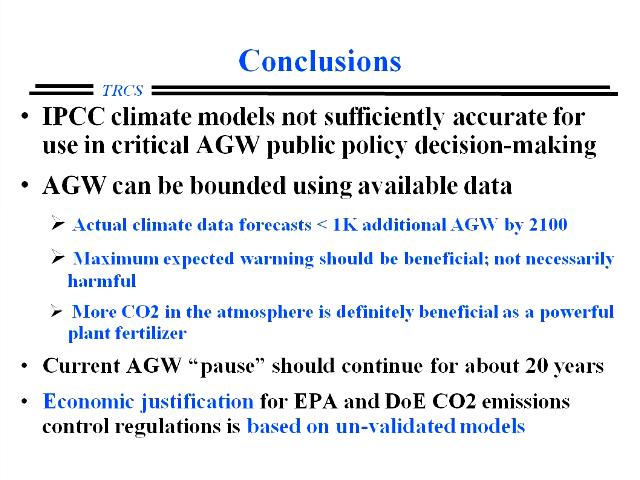 Conclusions
TRCS
• IPCC climate models not sufficiently accurate for
use in critical AGW public policy decision-making
• AGW can be bounded using available data
➢ Actual climate data forecasts < 1K additional AGW by 2100
➢ Maximum expected warming should be beneficial; not necessarily
harmful
➢ More CO2 in the atmosphere is definitely beneficial as a powerful
plant fertilizer
• Current AGW “pause” should continue for about 20 years
• Economic justification for EPA and DoE CO2 emissions
control regulations is based on un-validated models